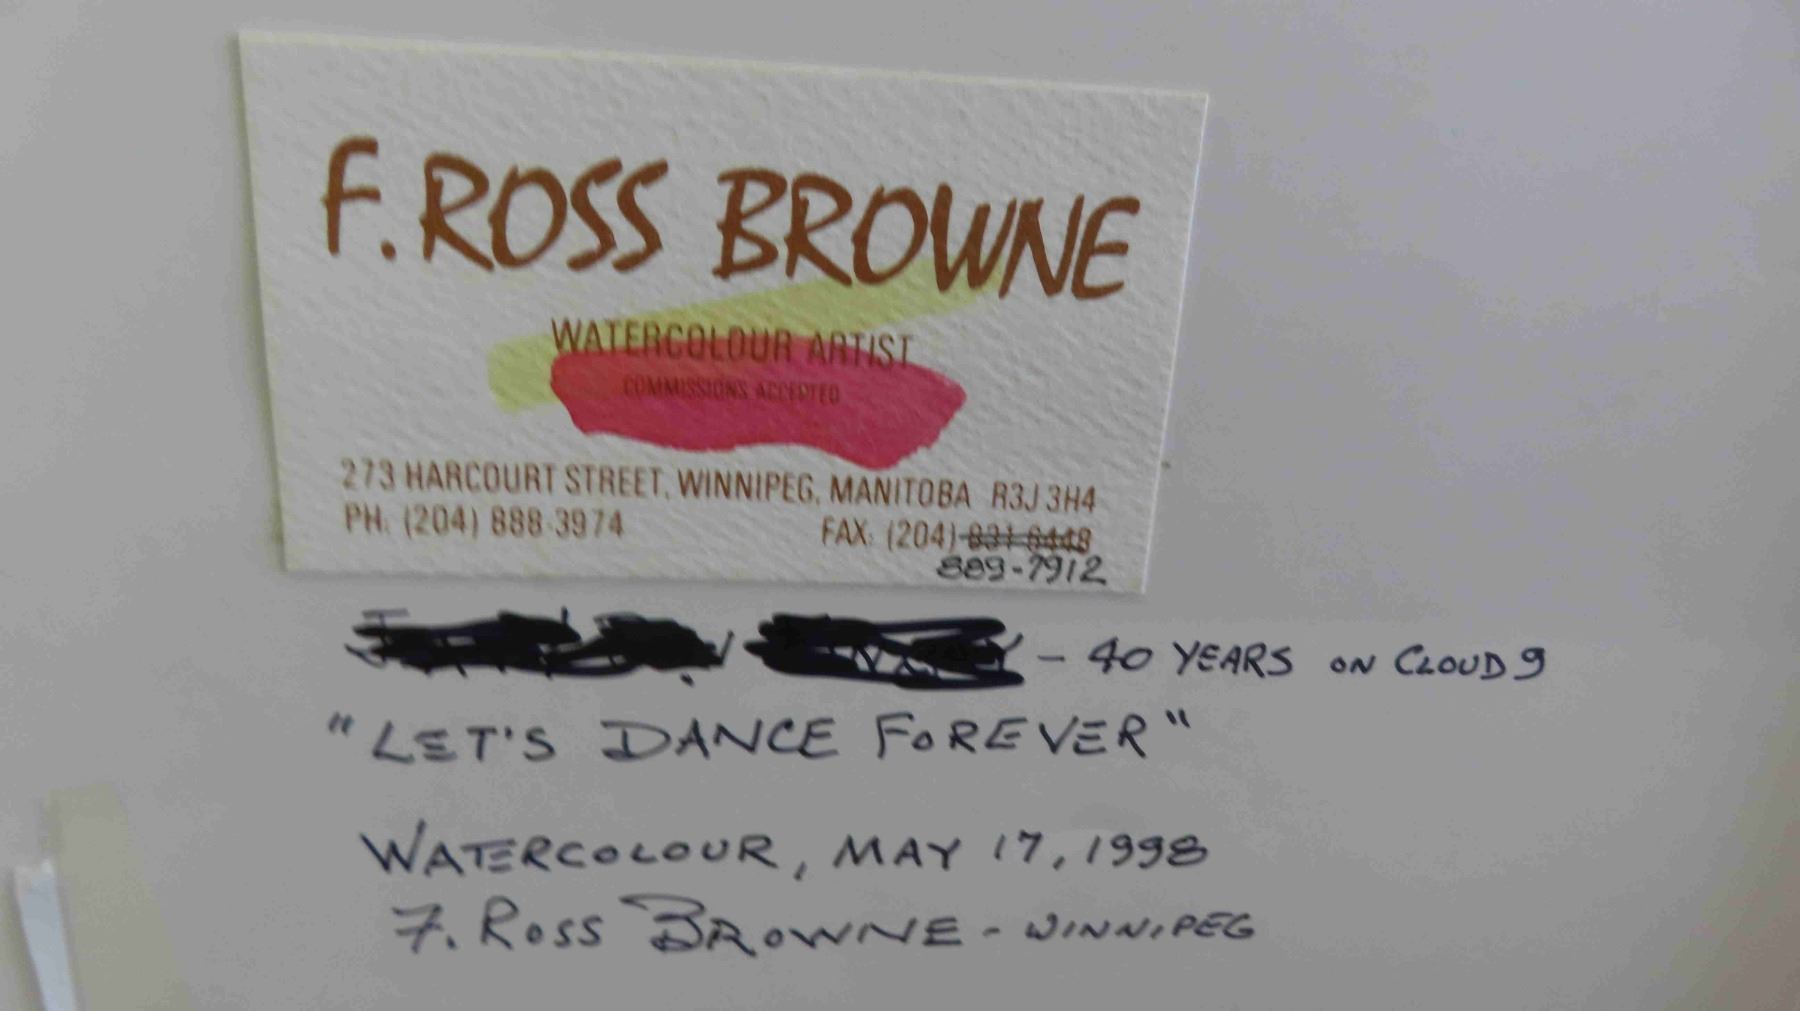 F. ROSS BROWNE
WATERCOLOUR ARTIST
COMMISSIONS ACCEPTED
273 HARCOURT STREET, WINNIPEG, MANITOBA R3J 3H4
PH: (204) 888-3974 FAX: (204) 831-6448
889-7912
- 40 YEARS ON CLOUD 9
"LET'S DANCE FOREVER"
WATERCOLOUR, MAY 17, 1998
F. ROSS BROWNE - WINNIPEG